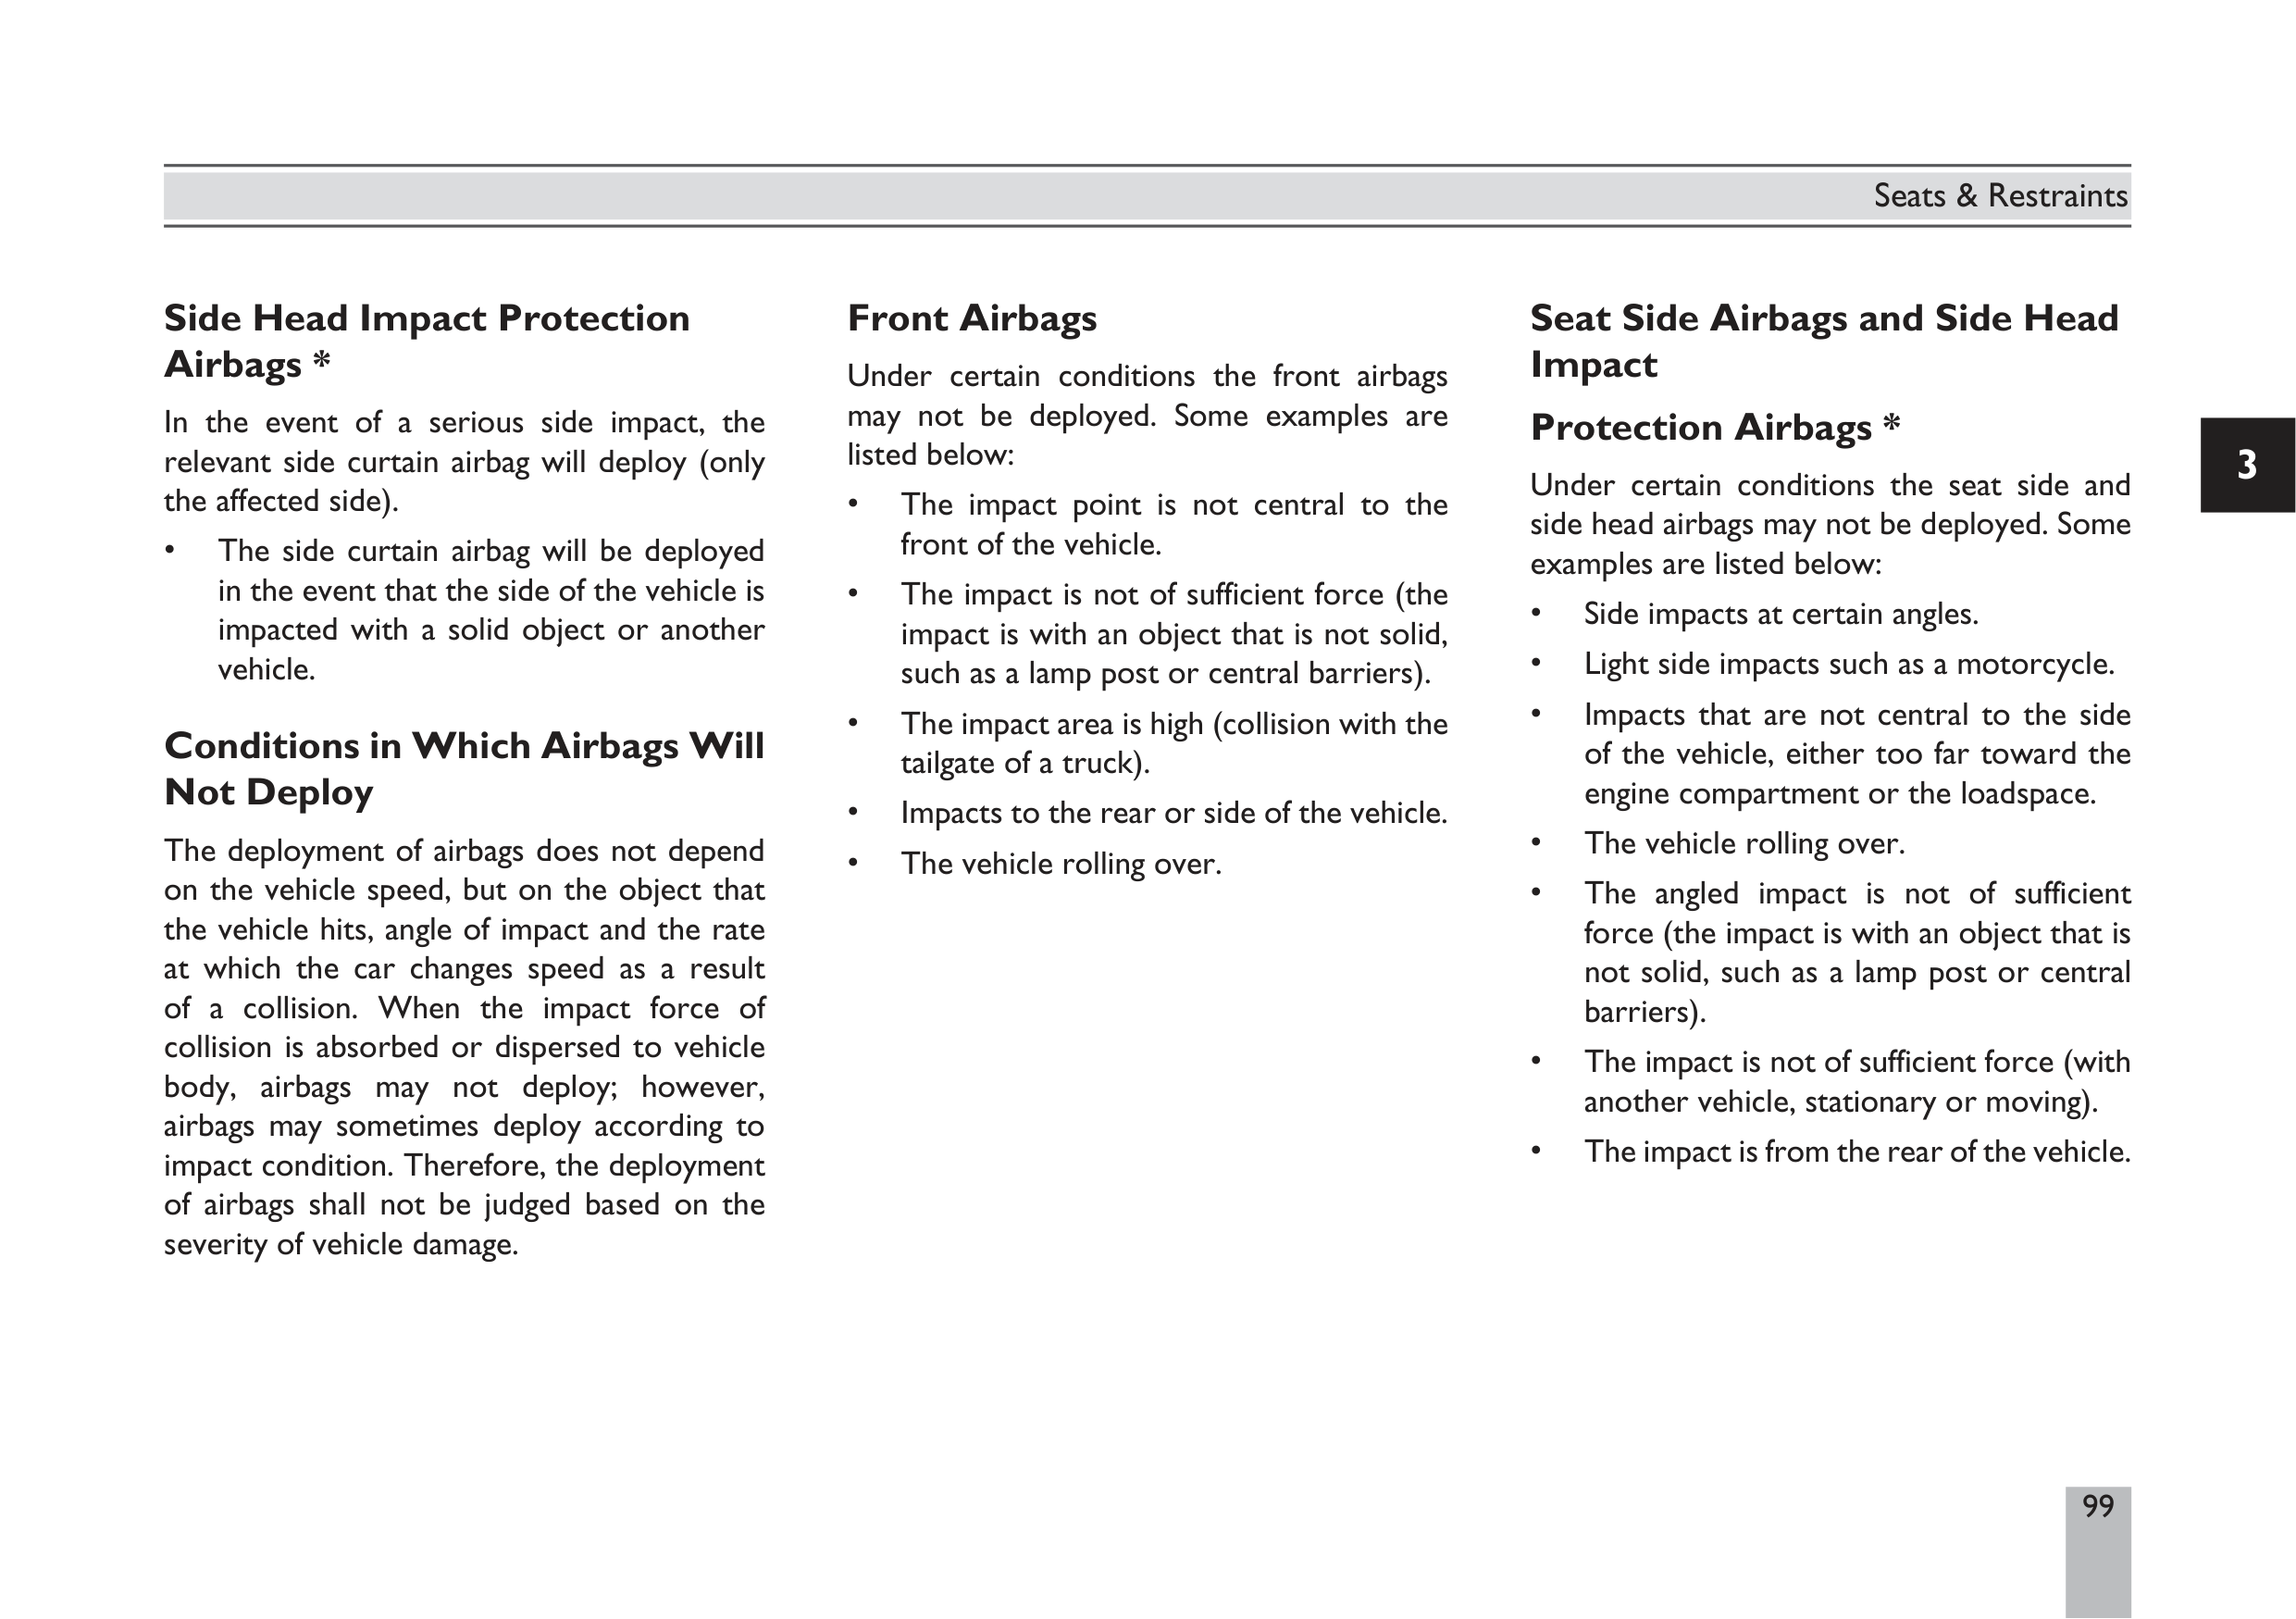 Seats & Restraints
Side Head Impact Protection
Airbags *
In the event of a serious side impact, the
relevant side curtain airbag will deploy (only
the affected side).
• The side curtain airbag will be deployed
in the event that the side of the vehicle is
impacted with a solid object or another
vehicle.
Conditions in Which Airbags Will
Not Deploy
The deployment of airbags does not depend
on the vehicle speed, but on the object that
the vehicle hits, angle of impact and the rate
at which the car changes speed as a result
of a collision. When the impact force of
collision is absorbed or dispersed to vehicle
body, airbags may not deploy; however,
airbags may sometimes deploy according to
impact condition. Therefore, the deployment
of airbags shall not be judged based on the
severity of vehicle damage.
Front Airbags
Under certain conditions the front airbags
may not be deployed. Some examples are
listed below:
• The impact point is not central to the
front of the vehicle.
• The impact is not of sufficient force (the
impact is with an object that is not solid,
such as a lamp post or central barriers).
• The impact area is high (collision with the
tailgate of a truck).
• Impacts to the rear or side of the vehicle.
• The vehicle rolling over.
Seat Side Airbags and Side Head
Impact
Protection Airbags *
Under certain conditions the seat side and
side head airbags may not be deployed. Some
examples are listed below:
• Side impacts at certain angles.
• Light side impacts such as a motorcycle.
• Impacts that are not central to the side
of the vehicle, either too far toward the
engine compartment or the loadspace.
• The vehicle rolling over.
• The angled impact is not of sufficient
force (the impact is with an object that is
not solid, such as a lamp post or central
barriers).
• The impact is not of sufficient force (with
another vehicle, stationary or moving).
• The impact is from the rear of the vehicle.
3
99